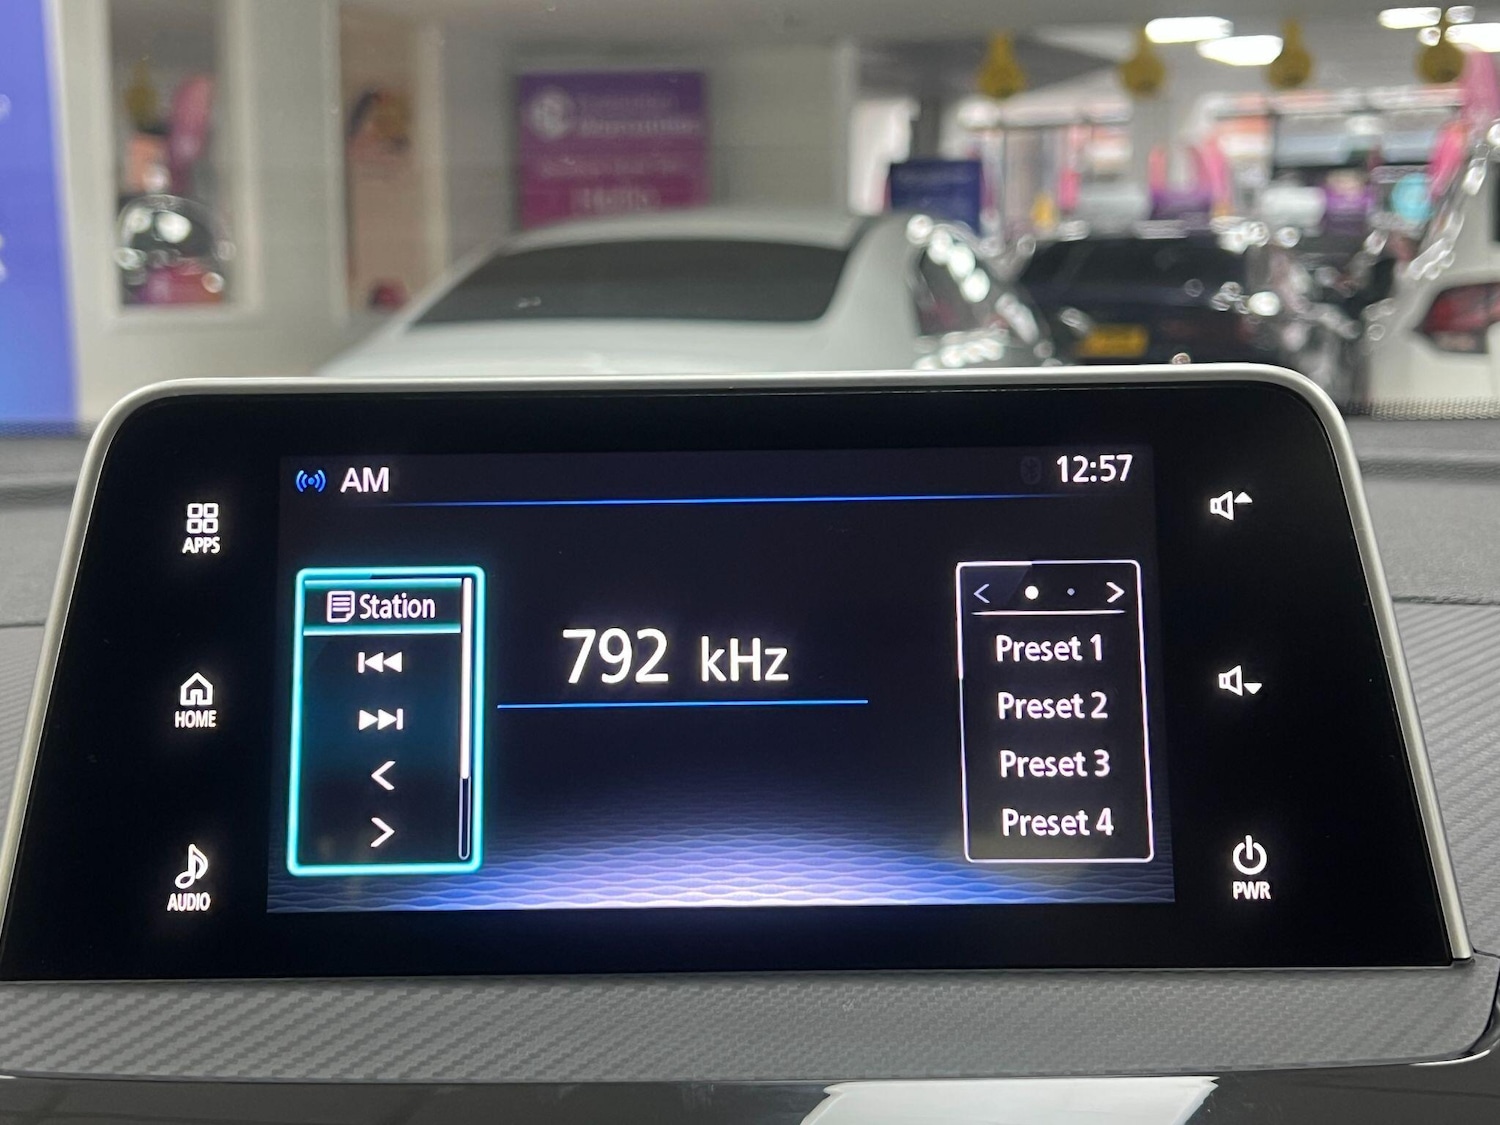 AM
12:57
APPS
HOME
AUDIO
Station
792 kHz
Preset 1
Preset 2
Preset 3
Preset 4
PWR